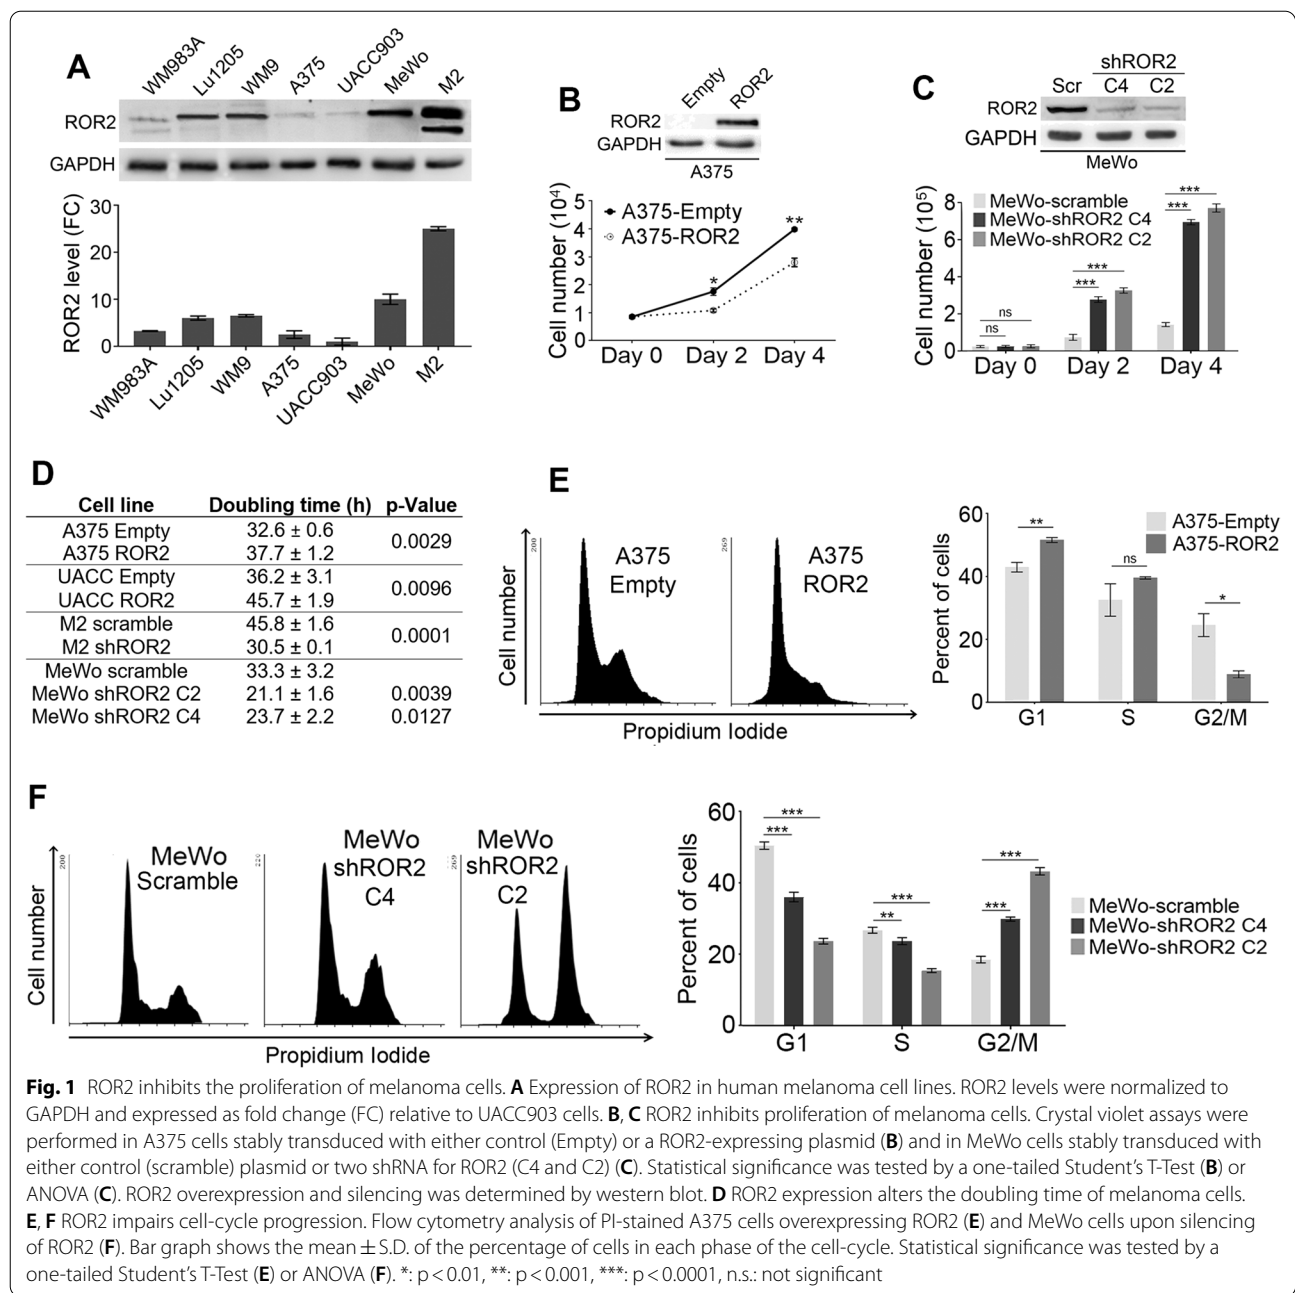 A
WM983A
Lu1205
WM9
A375
UACC903
MeWo
M2
ROR2
GAPDH
ROR2 level (FC)
30
20
10
0
WM983A
Lu1205
WM9
A375
UACC903
MeWo
M2
B
Empty
ROR2
ROR2
GAPDH
A375
Cell number (10⁴)
5
4
3
2
1
0
A375-Empty
A375-ROR2
*
**
Day 0 Day 2 Day 4
C
shROR2
Scr C4 C2
ROR2
GAPDH
MeWo
Cell number (10⁵)
8
6
4
2
0
MeWo-scramble
MeWo-shROR2 C4
MeWo-shROR2 C2
ns
ns
***
***
***
***
Day 0 Day 2 Day 4
D
Cell line Doubling time (h) p-Value
A375 Empty 32.6 ± 0.6
0.0029
A375 ROR2 37.7 ± 1.2
UACC Empty 36.2 ± 3.1
0.0096
UACC ROR2 45.7 ± 1.9
M2 scramble 45.8 ± 1.6
0.0001
M2 shROR2 30.5 ± 0.1
MeWo scramble 33.3 ± 3.2
MeWo shROR2 C2 21.1 ± 1.6 0.0039
MeWo shROR2 C4 23.7 ± 2.2 0.0127
E
Cell number
200
A375
Empty
269
A375
ROR2
Propidium Iodide
Percent of cells
60
40
20
0
A375-Empty
A375-ROR2
**
ns
*
G1 S G2/M
F
Cell number
200
MeWo
Scramble
MeWo
shROR2
C4
269
MeWo
shROR2
C2
Propidium Iodide
Percent of cells
60
40
20
0
***
***
***
**
***
***
G1 S G2/M
MeWo-scramble
MeWo-shROR2 C4
MeWo-shROR2 C2
Fig. 1 ROR2 inhibits the proliferation of melanoma cells. A Expression of ROR2 in human melanoma cell lines. ROR2 levels were normalized to
GAPDH and expressed as fold change (FC) relative to UACC903 cells. B, C ROR2 inhibits proliferation of melanoma cells. Crystal violet assays were
performed in A375 cells stably transduced with either control (Empty) or a ROR2-expressing plasmid (B) and in MeWo cells stably transduced with
either control (scramble) plasmid or two shRNA for ROR2 (C4 and C2) (C). Statistical significance was tested by a one-tailed Student's T-Test (B) or
ANOVA (C). ROR2 overexpression and silencing was determined by western blot. D ROR2 expression alters the doubling time of melanoma cells.
E, F ROR2 impairs cell-cycle progression. Flow cytometry analysis of PI-stained A375 cells overexpressing ROR2 (E) and MeWo cells upon silencing
of ROR2 (F). Bar graph shows the mean ± S.D. of the percentage of cells in each phase of the cell-cycle. Statistical significance was tested by a
one-tailed Student's T-Test (E) or ANOVA (F). *: p < 0.01, **: p < 0.001, ***: p < 0.0001, n.s.: not significant